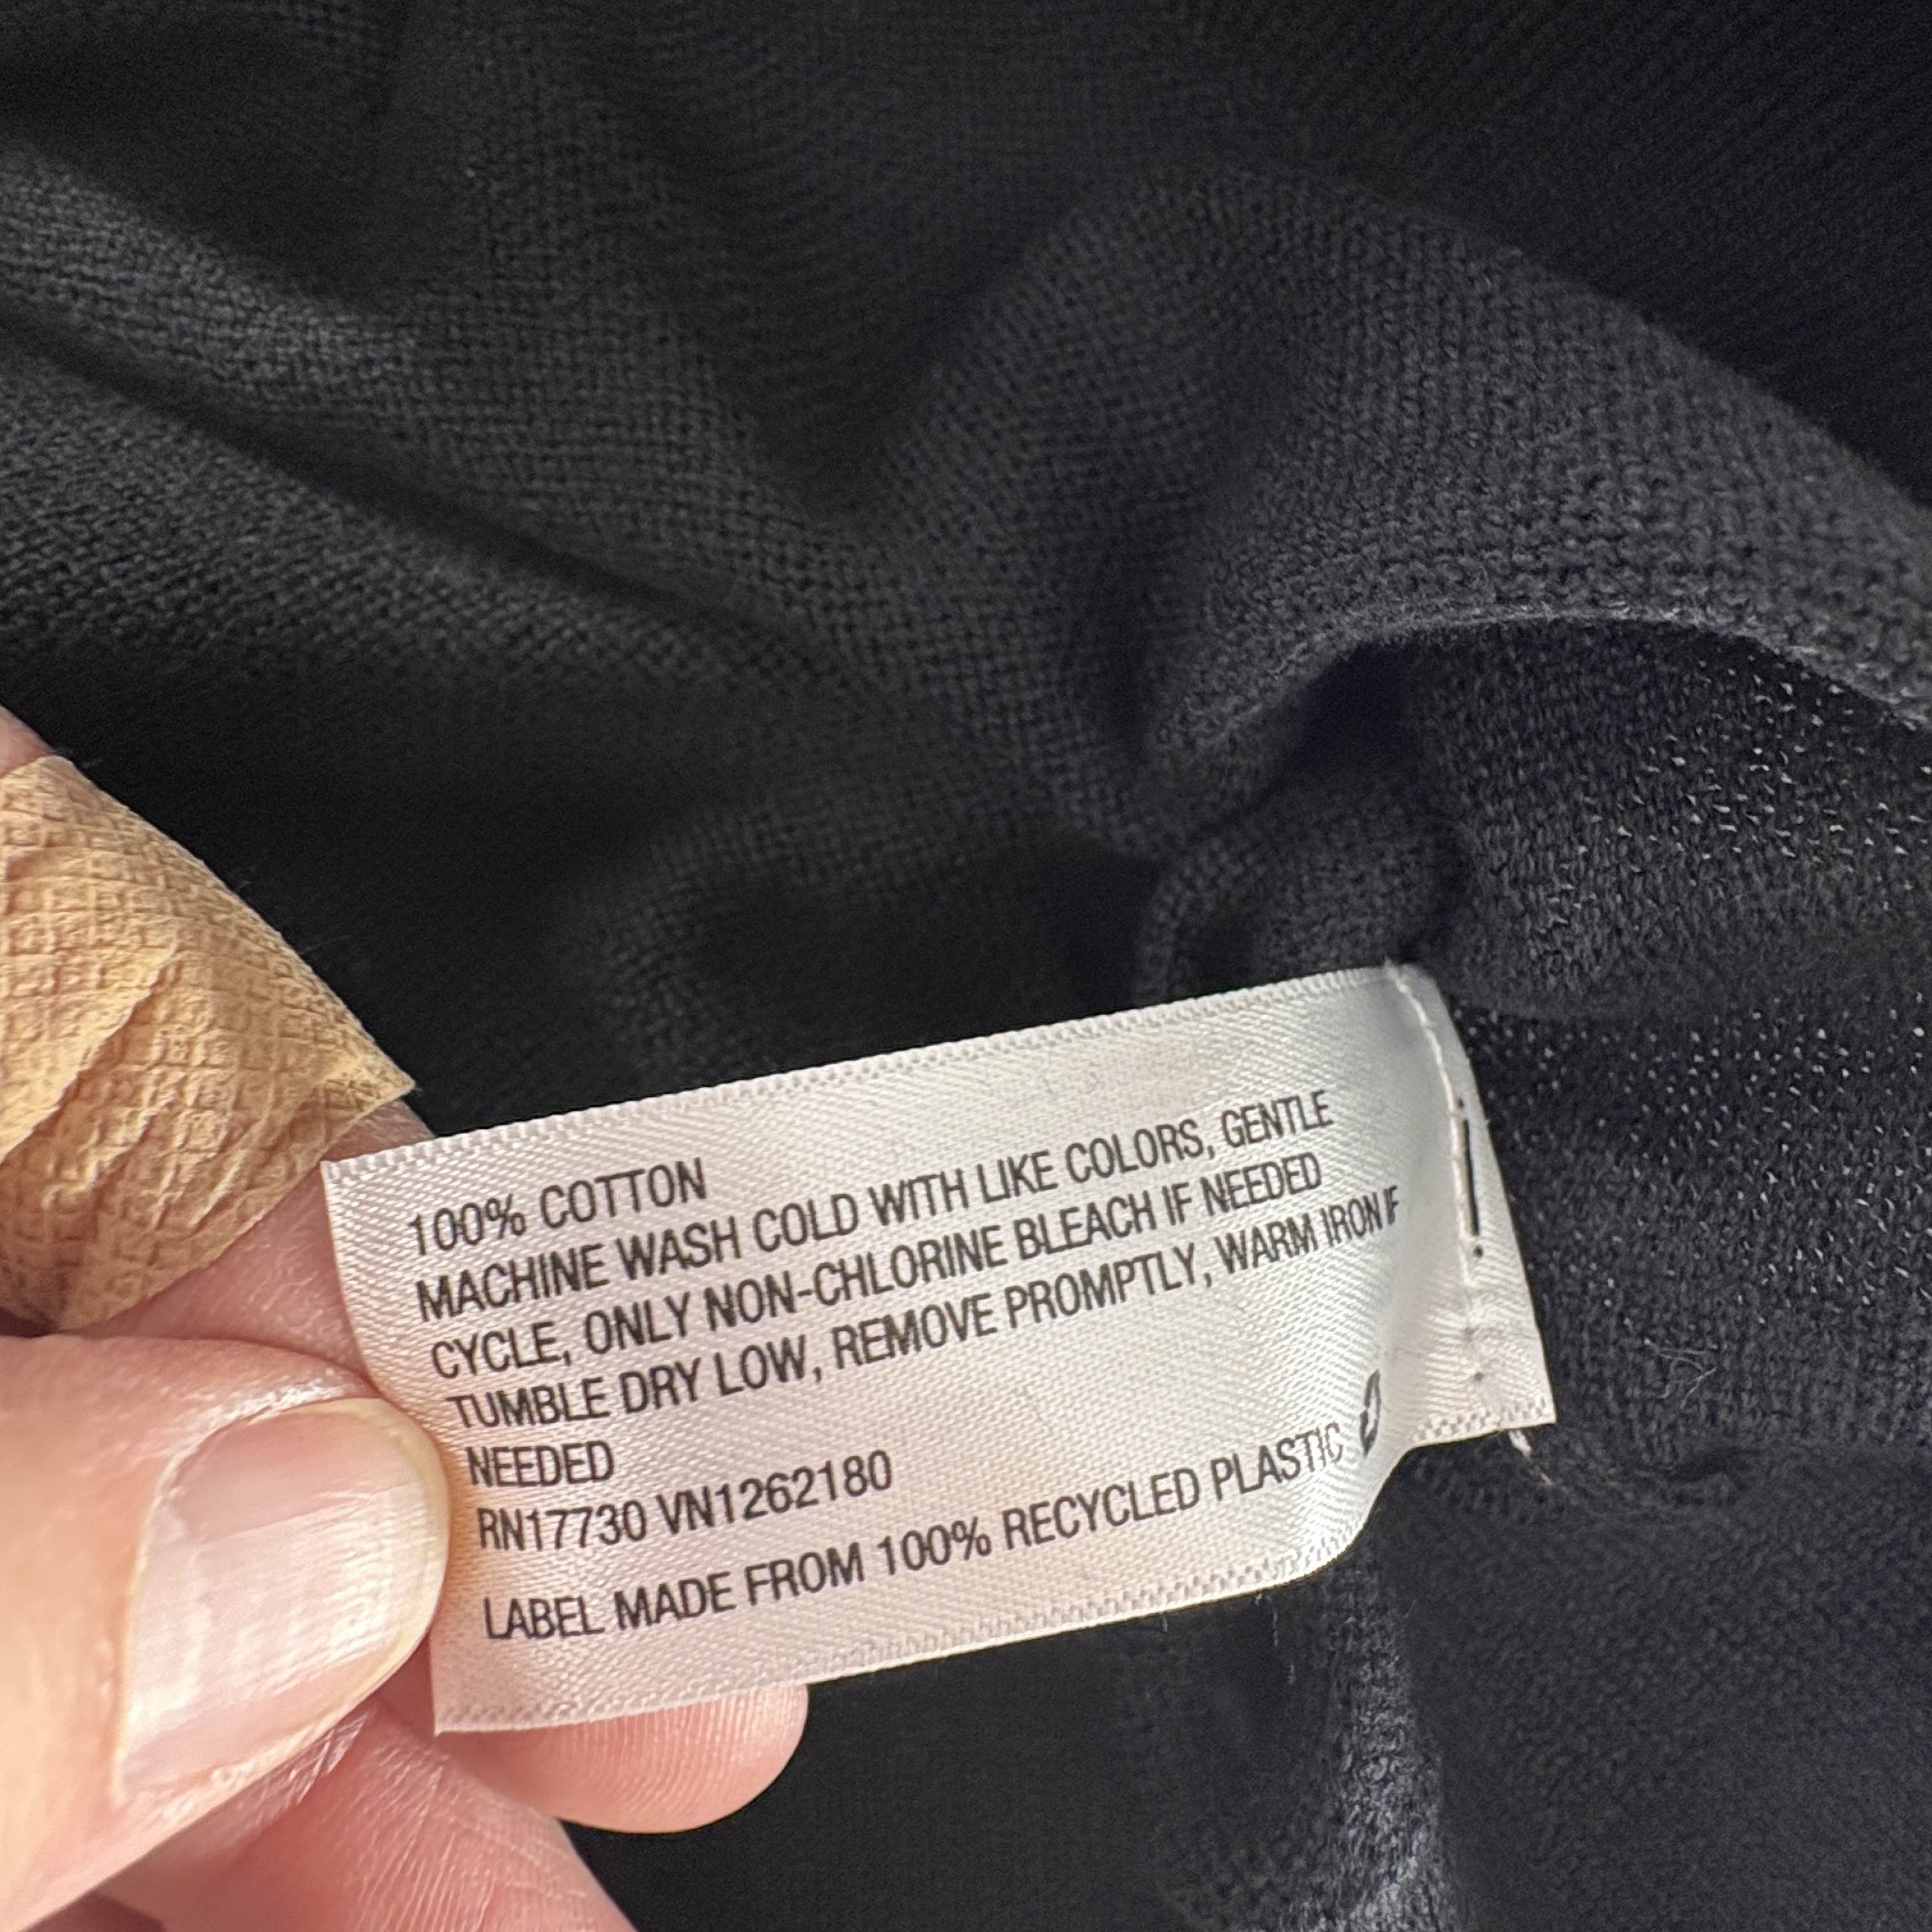 100% COTTON
MACHINE WASH COLD WITH LIKE COLORS, GENTLE
CYCLE, ONLY NON-CHLORINE BLEACH IF NEEDED
TUMBLE DRY LOW, REMOVE PROMPTLY, WARM IRON IF
NEEDED
RN17730 VN1262180
LABEL MADE FROM 100% RECYCLED PLASTIC